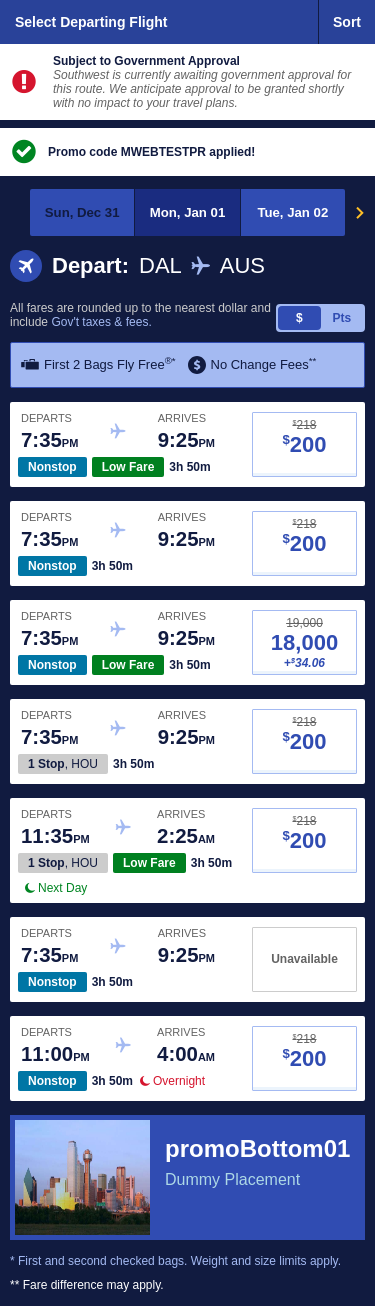 Select Departing Flight
Sort
Subject to Government Approval
Southwest is currently awaiting government approval for
this route. We anticipate approval to be granted shortly
with no impact to your travel plans.
Promo code MWEBTESTPR applied!
Sun, Dec 31
Mon, Jan 01
Tue, Jan 02
Depart: DAL AUS
All fares are rounded up to the nearest dollar and
include Gov't taxes & fees.
$ Pts
First 2 Bags Fly Free®* No Change Fees**
DEPARTS ARRIVES $218
7:35PM 9:25PM $200
Nonstop Low Fare 3h 50m
DEPARTS ARRIVES $218
7:35PM 9:25PM $200
Nonstop 3h 50m
DEPARTS ARRIVES 19,000
7:35PM 9:25PM 18,000
Nonstop Low Fare 3h 50m +$34.06
DEPARTS ARRIVES $218
7:35PM 9:25PM $200
1 Stop, HOU 3h 50m
DEPARTS ARRIVES $218
11:35PM 2:25AM $200
1 Stop, HOU Low Fare 3h 50m
Next Day
DEPARTS ARRIVES
7:35PM 9:25PM Unavailable
Nonstop 3h 50m
DEPARTS ARRIVES $218
11:00PM 4:00AM $200
Nonstop 3h 50m Overnight
promoBottom01
Dummy Placement
* First and second checked bags. Weight and size limits apply.
** Fare difference may apply.